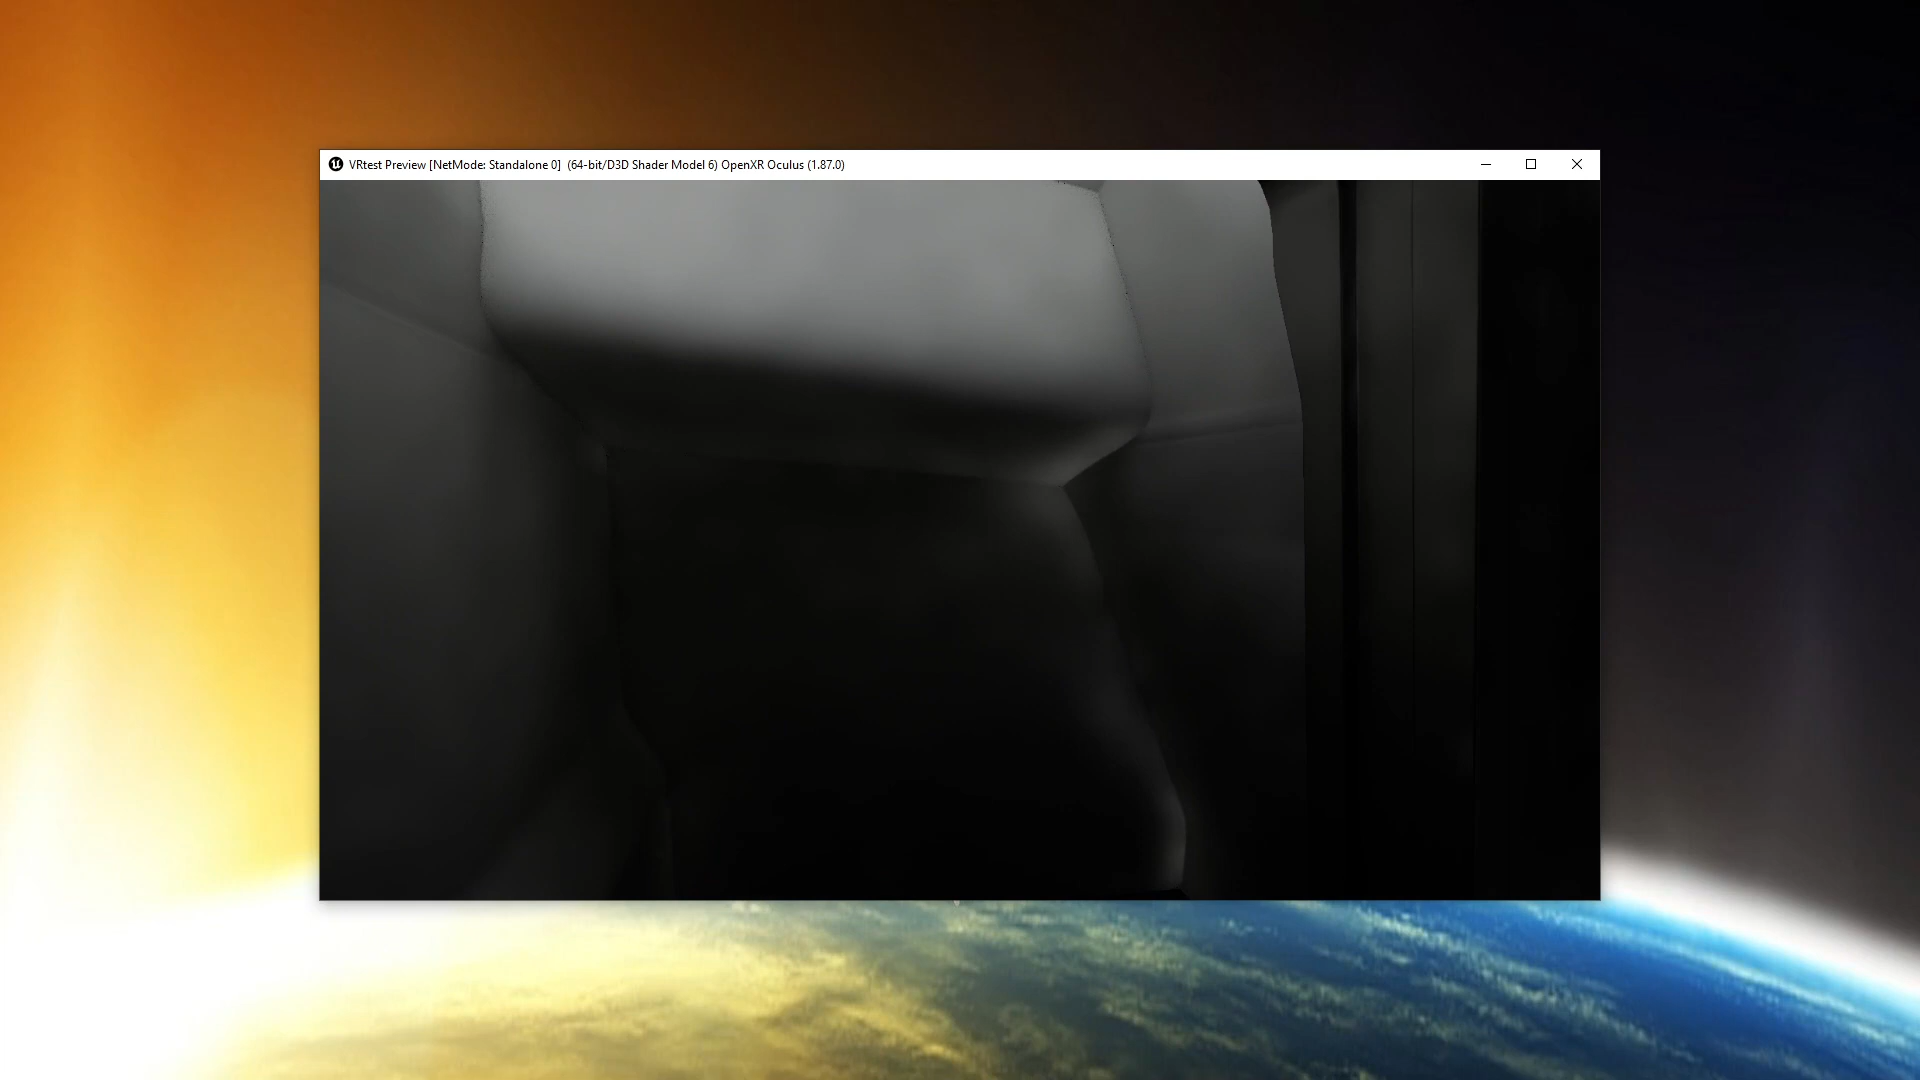 VRtest Preview [NetMode: Standalone 0]  (64-bit/D3D Shader Model 6) OpenXR Oculus (1.87.0)